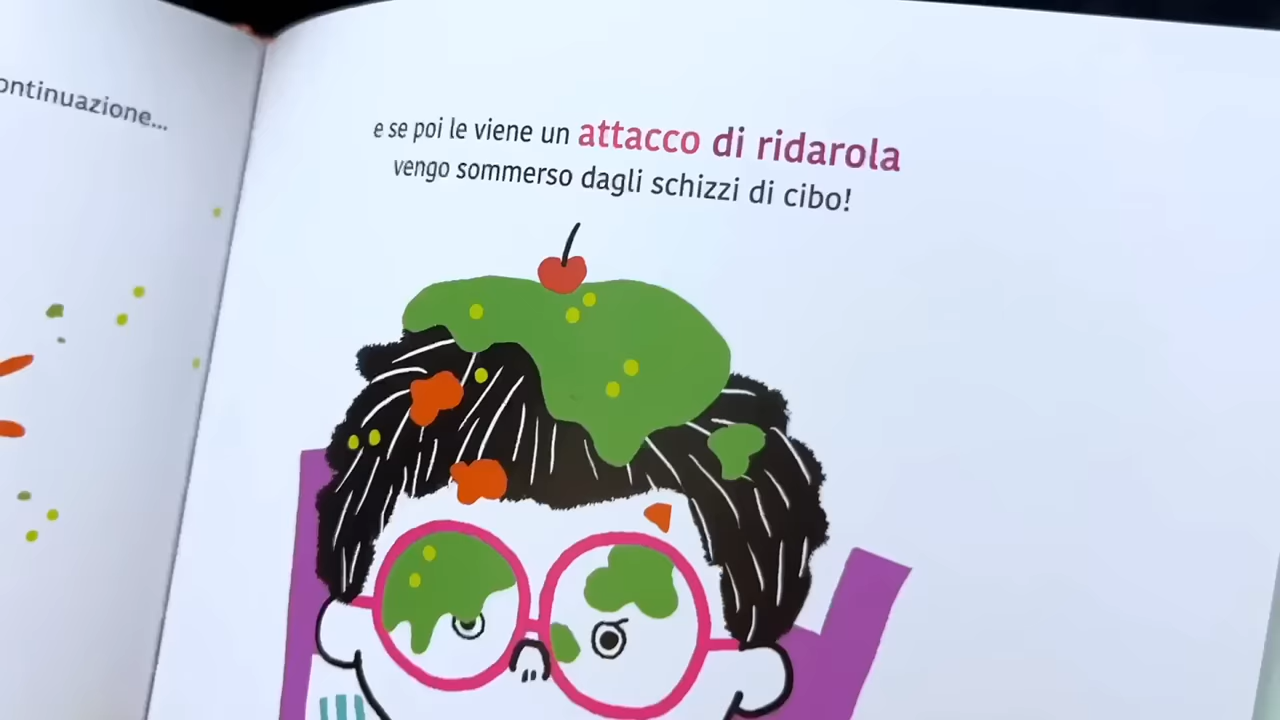 ontinuazione...
e se poi le viene un attacco di ridarola
vengo sommerso dagli schizzi di cibo!